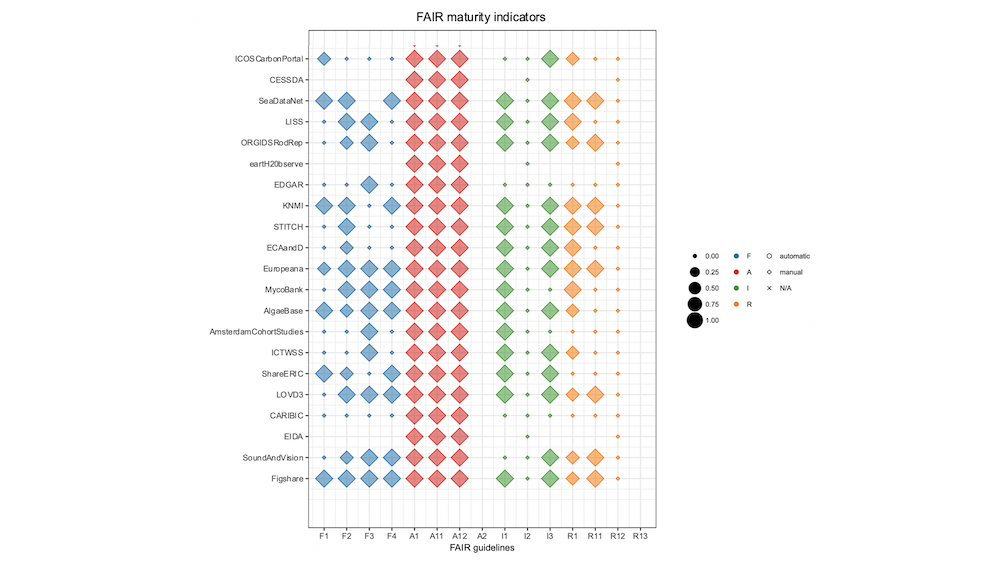 FAIR maturity indicators
ICOSCarbonPortal
CESSDA
SeaDataNet
LISS
ORGIDSRodRep
eartH20bserve
EDGAR
KNMI
STITCH
ECAandD
Europeana
MycoBank
AlgaeBase
AmsterdamCohortStudies
ICTWSS
ShareERIC
LOVD3
CARIBIC
EIDA
SoundAndVision
Figshare
F1 F2 F3 F4 A1 A11 A12 A2 I1 I2 I3 R1 R11 R12 R13
FAIR guidelines
0.00 F automatic
0.25 A manual
0.50 I N/A
0.75 R
1.00